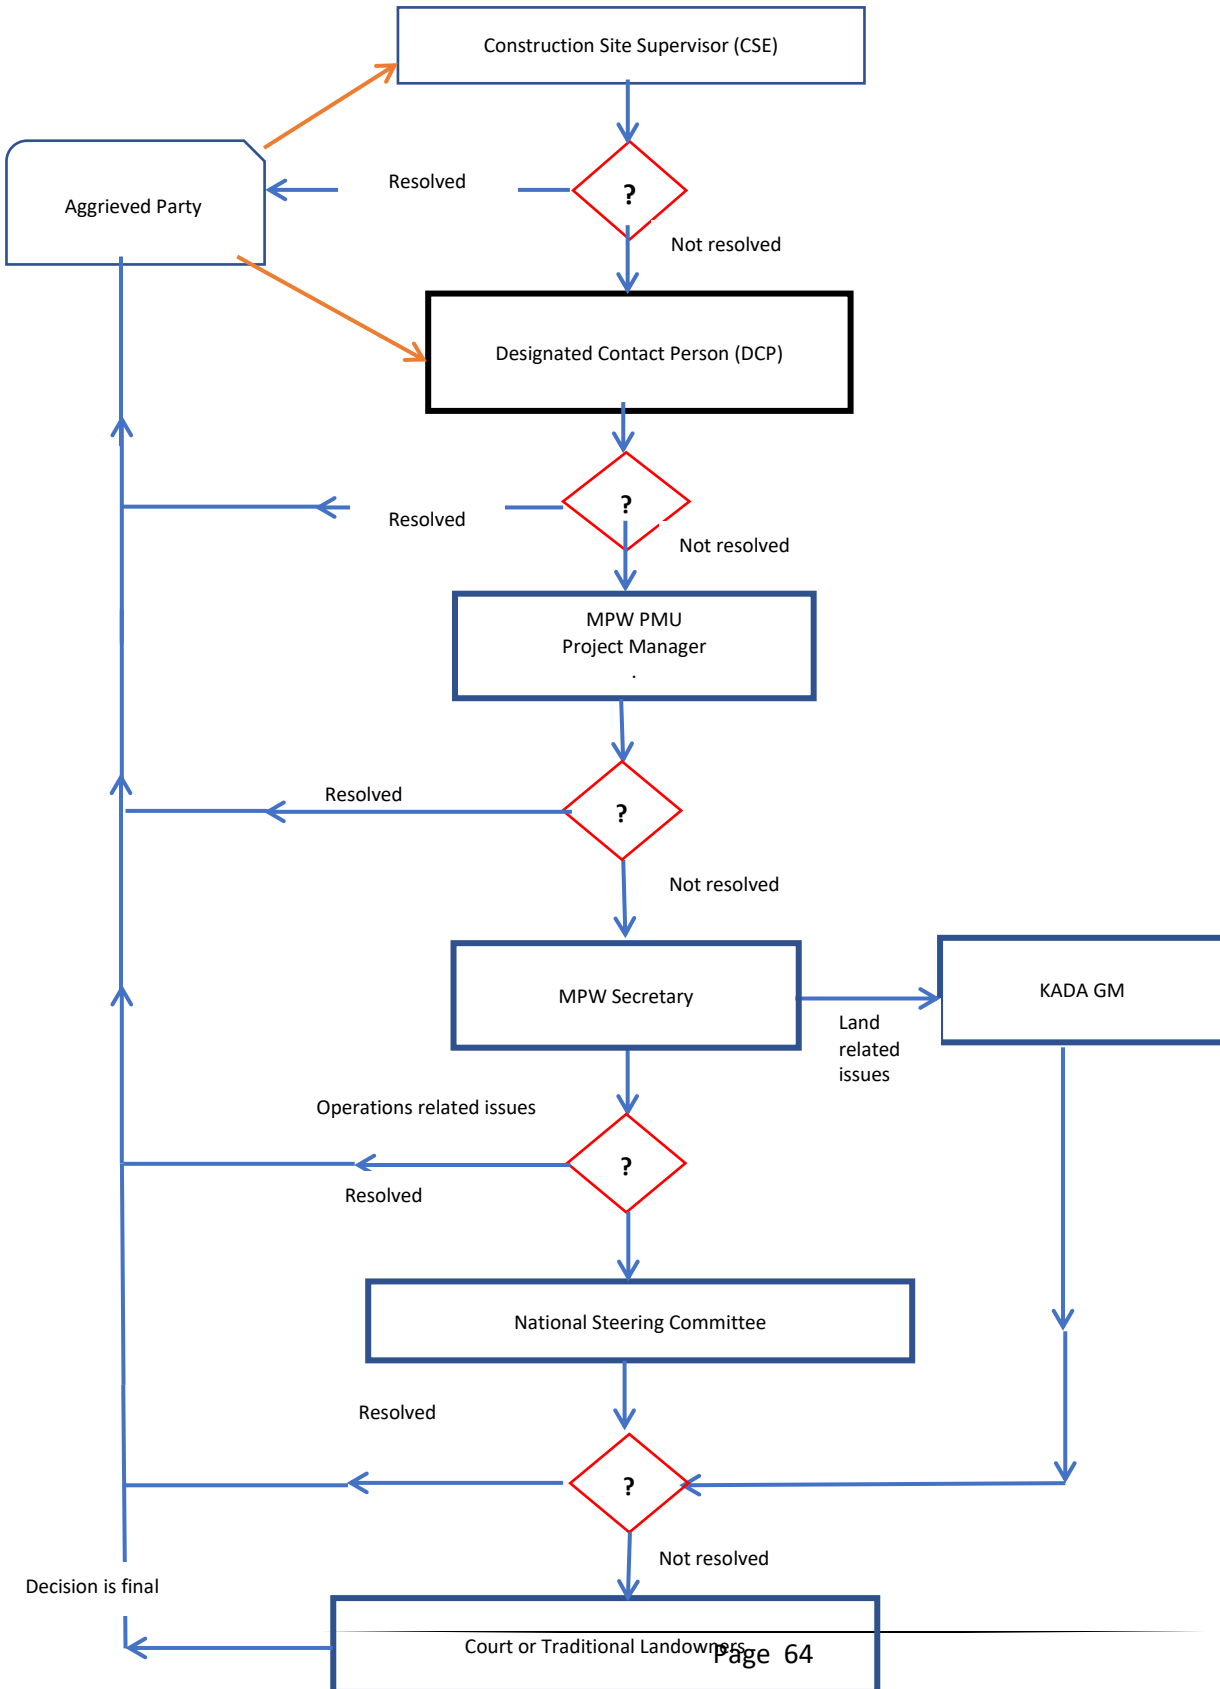 Construction Site Supervisor (CSE)
?
Resolved
Aggrieved Party
Not resolved
Designated Contact Person (DCP)
?
Resolved
Not resolved
MPW PMU
Project Manager
.
Resolved
?
Not resolved
MPW Secretary
KADA GM
Land
related
issues
Operations related issues
?
Resolved
National Steering Committee
Resolved
?
Not resolved
Decision is final
Court or Traditional Landowners
Page 64